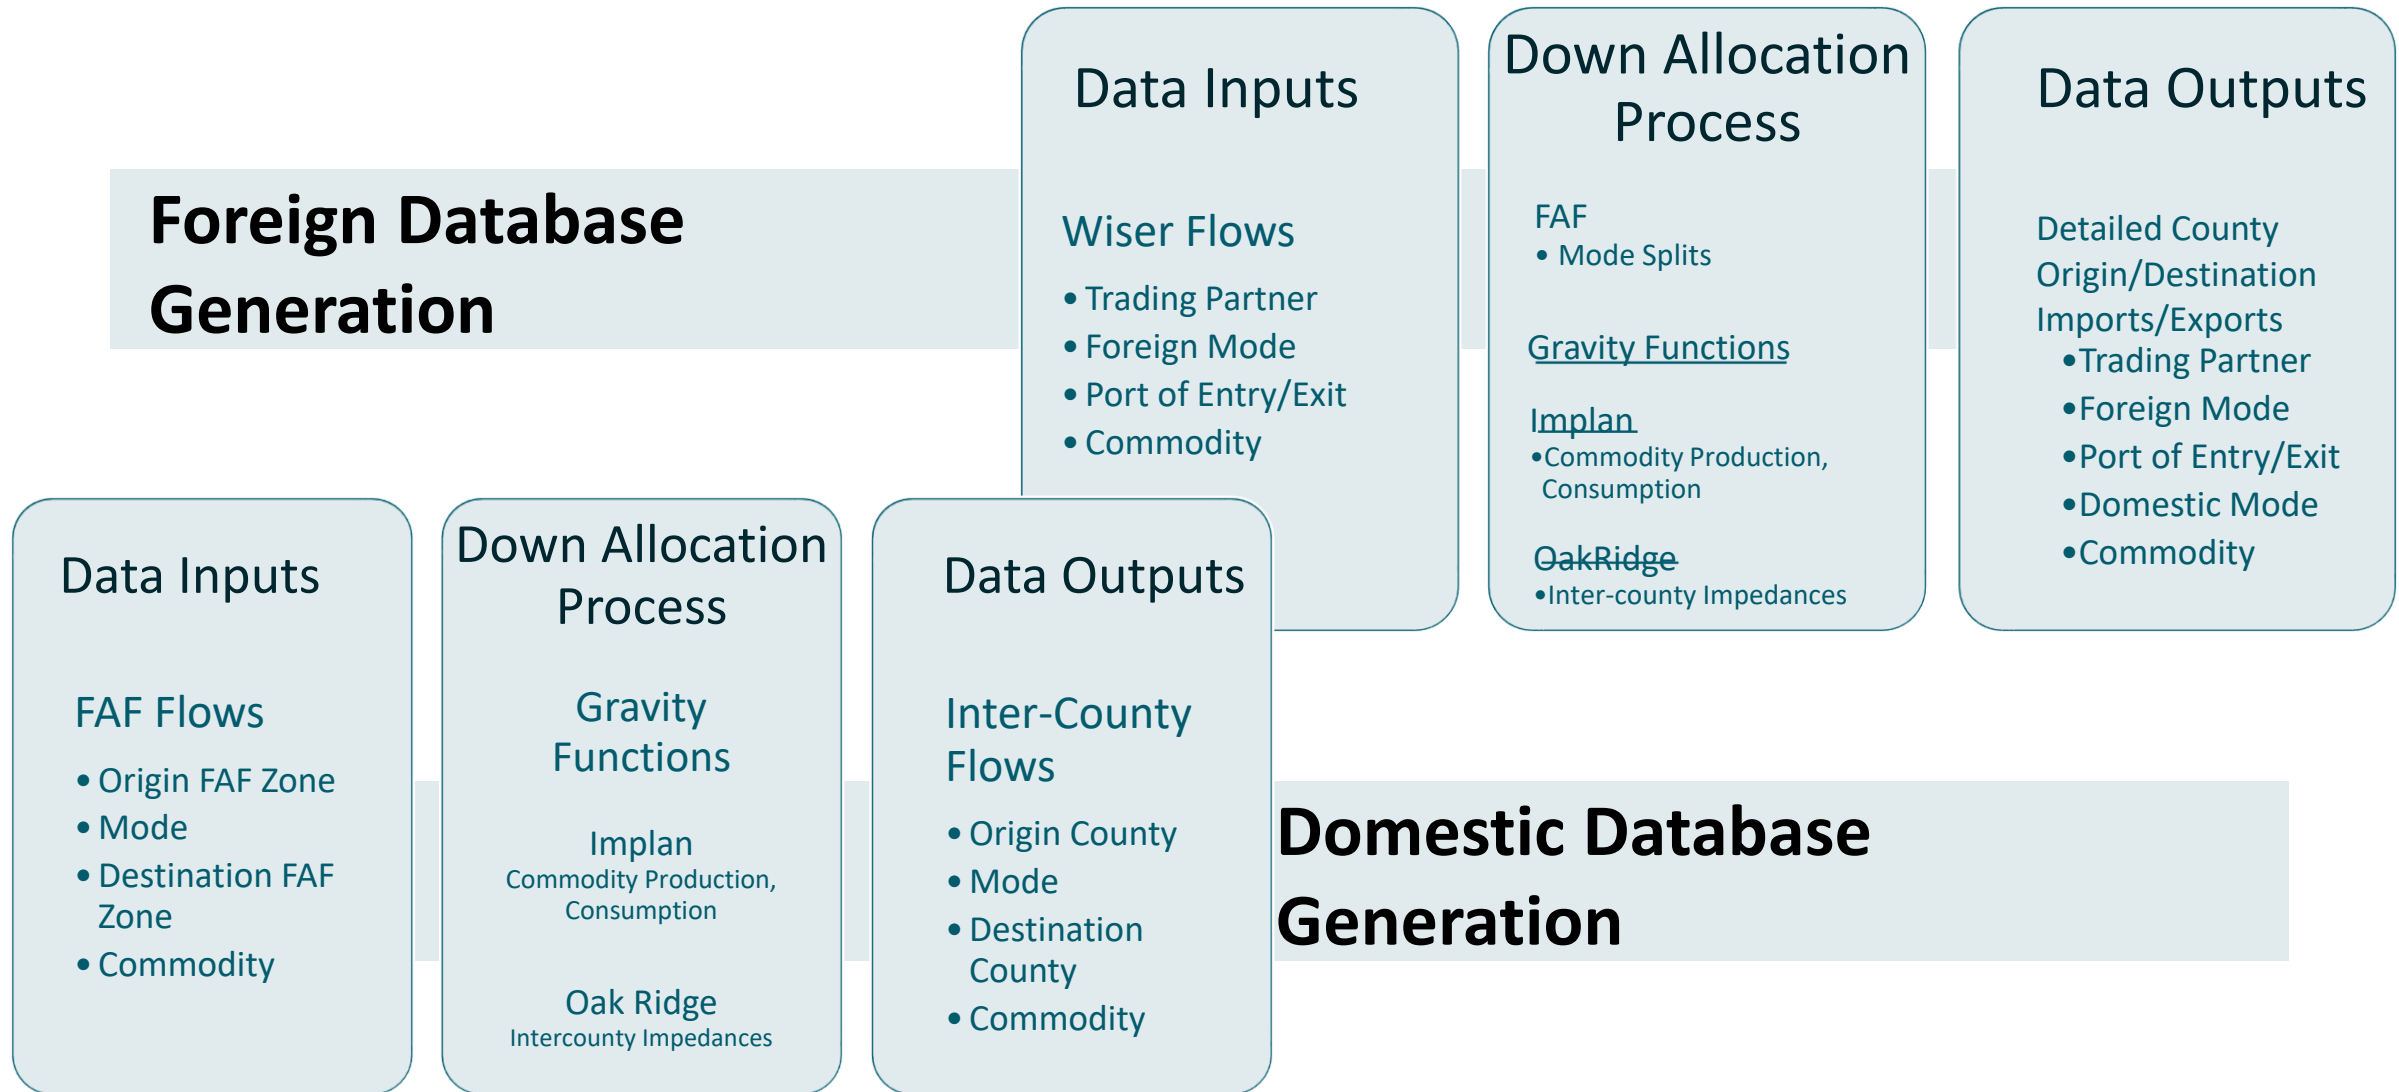 Foreign Database
Generation
Data Inputs
Wiser Flows
• Trading Partner
• Foreign Mode
• Port of Entry/Exit
• Commodity
Down Allocation
Process
FAF
• Mode Splits
Gravity Functions
Implan
•Commodity Production,
Consumption
OakRidge
•Inter-county Impedances
Data Outputs
Detailed County
Origin/Destination
Imports/Exports
•Trading Partner
•Foreign Mode
•Port of Entry/Exit
•Domestic Mode
•Commodity
Data Inputs
FAF Flows
• Origin FAF Zone
• Mode
• Destination FAF
Zone
• Commodity
Down Allocation
Process
Gravity
Functions
Implan
Commodity Production,
Consumption
Oak Ridge
Intercounty Impedances
Data Outputs
Inter-County
Flows
• Origin County
• Mode
• Destination
County
• Commodity
Domestic Database
Generation